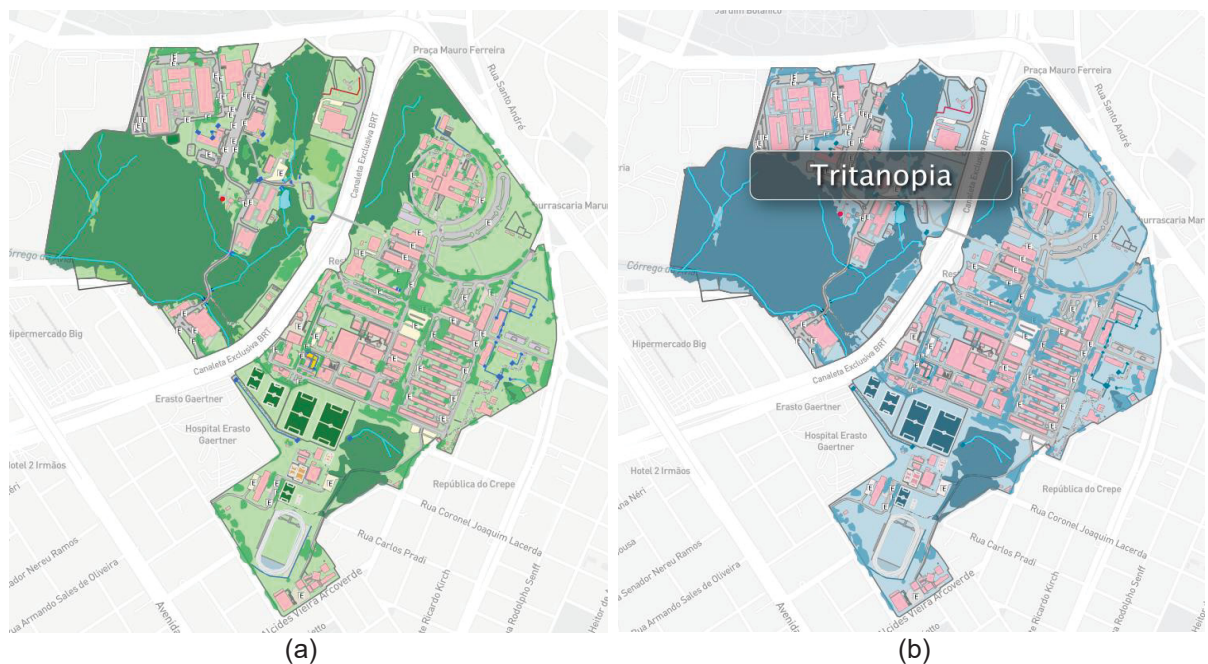 Praça Mauro Ferreira
Rua Santo André
Canaleta Exclusiva BRT
Hipermercado Big
Canaleta Exclusiva BRT
Erasto Gaertner
Hospital Erasto
Gaertner
Hotel 2 Irmãos
República do Crepe
Rua Coronel Joaquim Lacerda
Rua Carlos Pradi
Senador Nereu Ramos
Rua Armando Sales de Oliveira
Avenida
Alcides Vieira Arcoverde
Ricardo Kirch
Rua Rodolpho Senff
(a)
Jardim Botânico
Praça Mauro Ferreira
Rua Santo André
Canaleta Exclusiva BRT
Tritanopia
Hipermercado Big
Canaleta Exclusiva BRT
Erasto Gaertner
Hospital Erasto
Gaertner
Hotel 2 Irmãos
República do Crepe
Rua Coronel Joaquim Lacerda
Rua Carlos Pradi
Rua Senador Nereu Ramos
Rua Armando Sales de Oliveira
Avenida
Alcides Vieira Arcoverde
Ricardo Kirch
Rua Rodolpho Senff
(b)